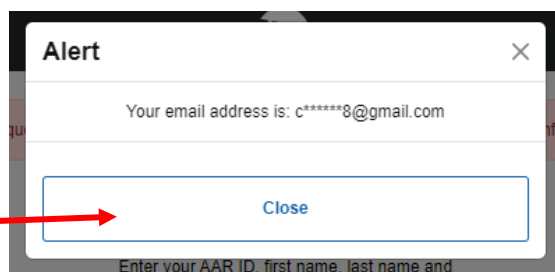 Alert
Your email address is: c******8@gmail.com
Close
Enter your AAR ID, first name, last name and